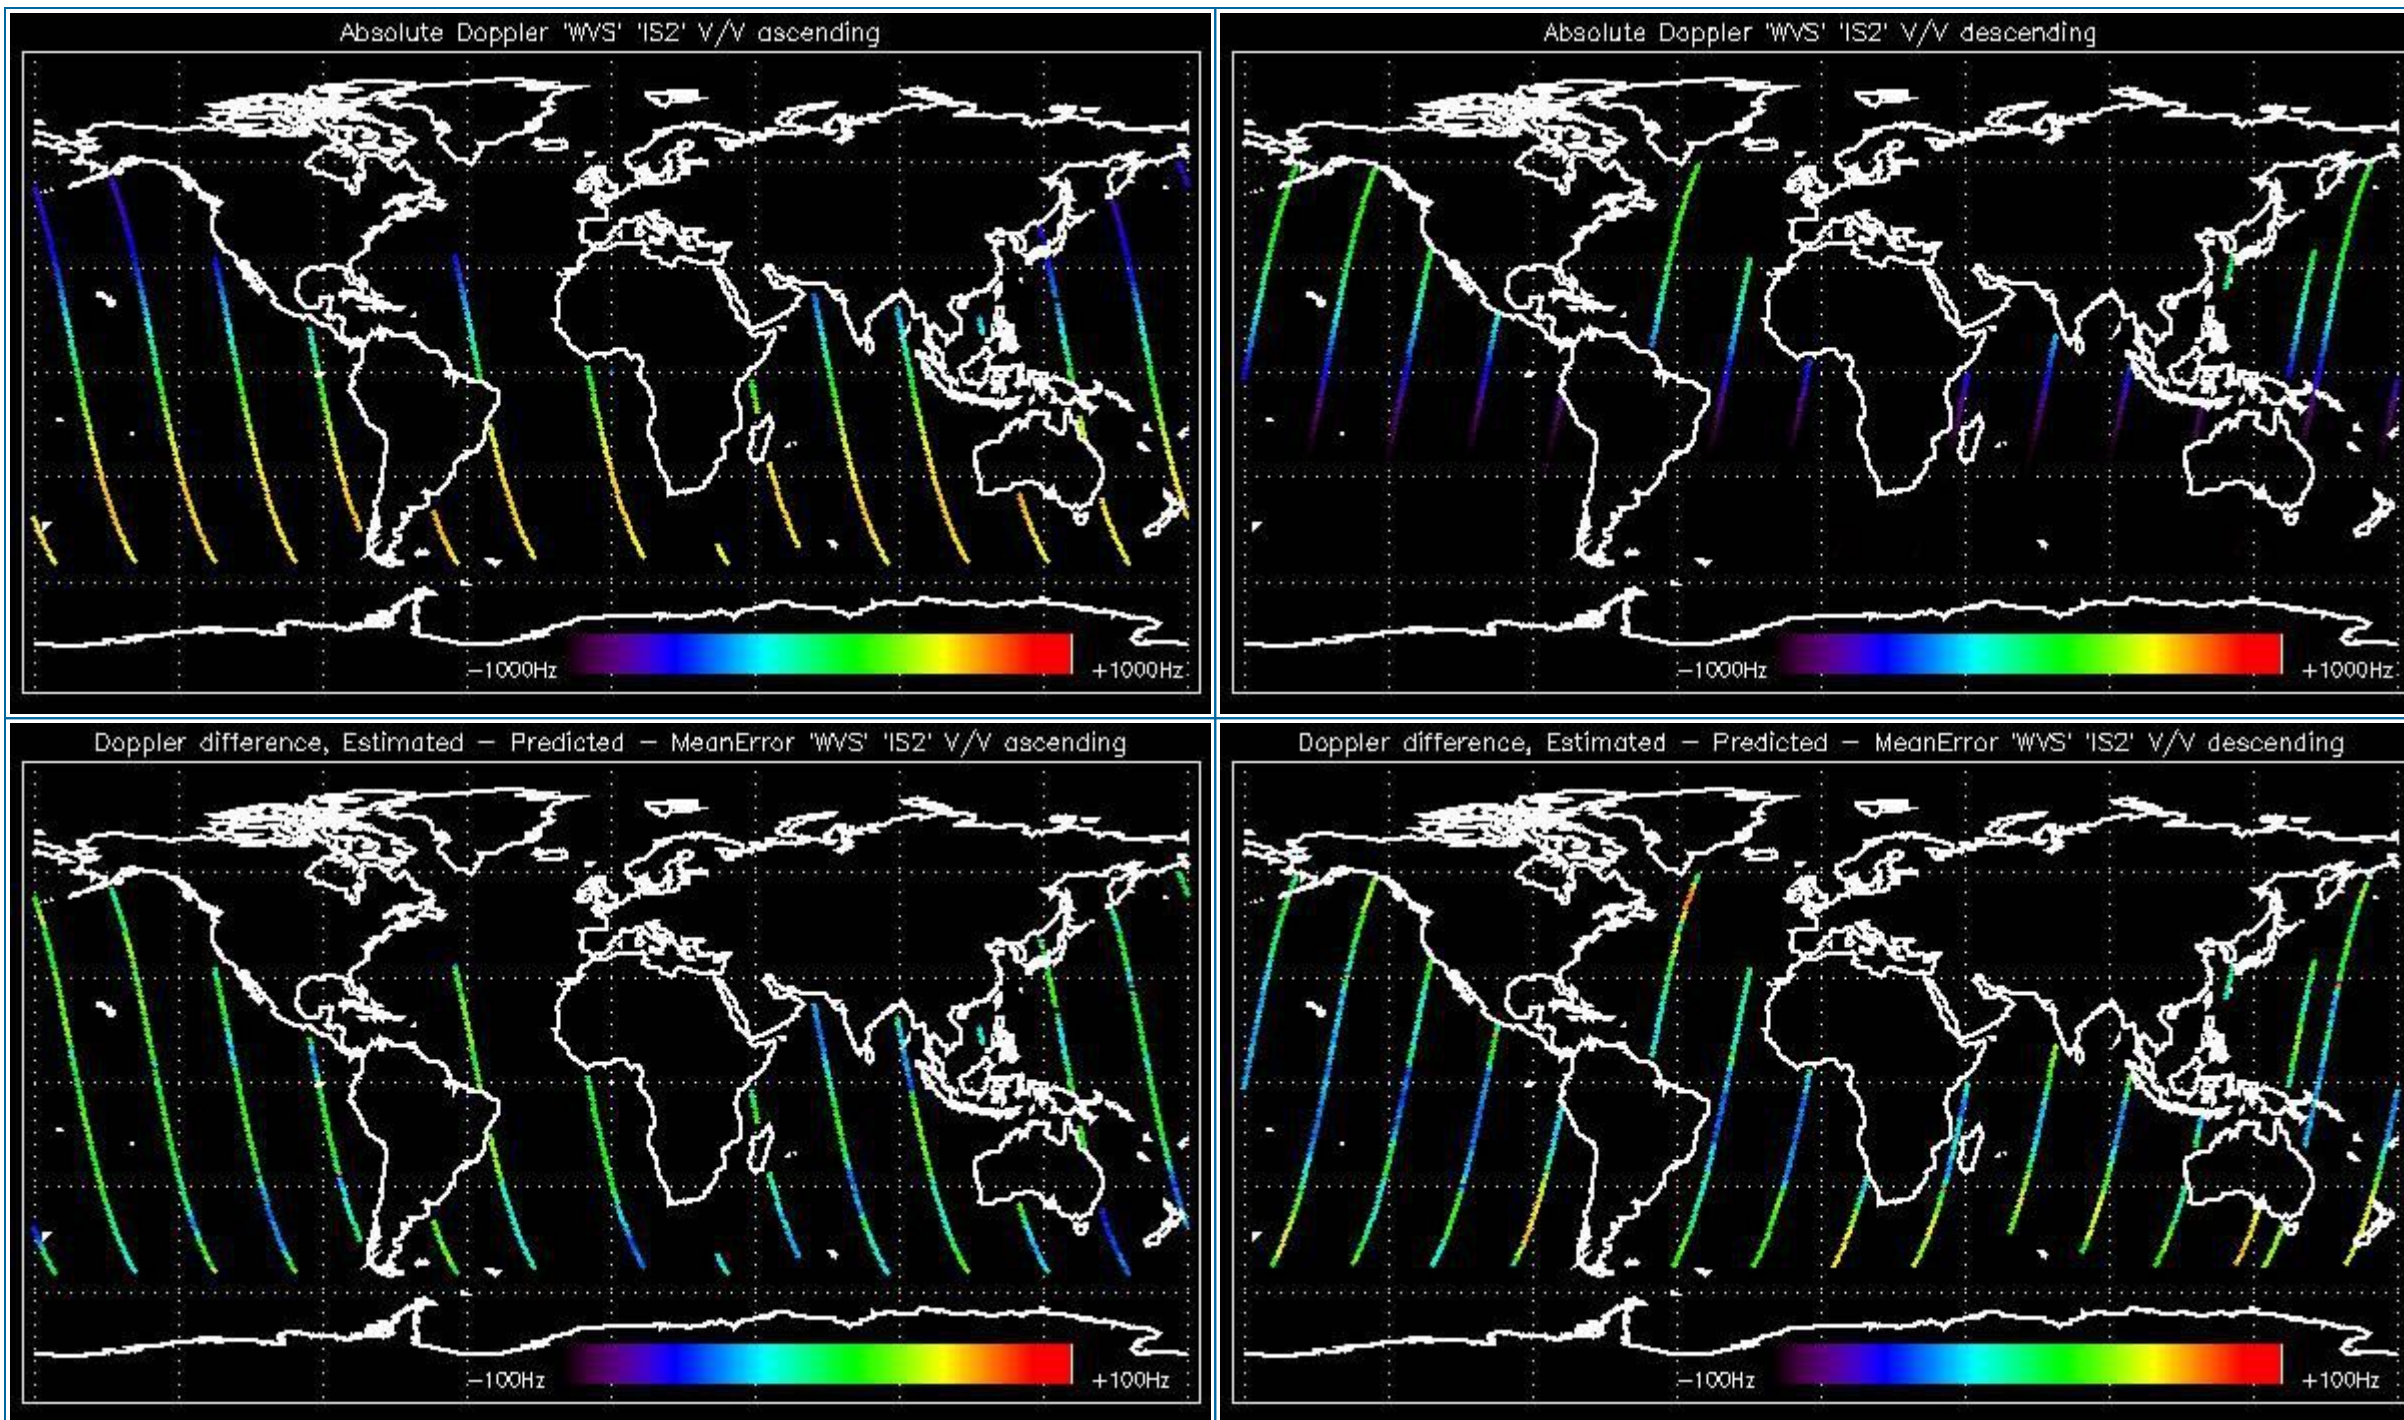 Absolute Doppler 'WVS' 'IS2' V/V ascending
-1000Hz +1000Hz
Absolute Doppler 'WVS' 'IS2' V/V descending
-1000Hz +1000Hz
Doppler difference, Estimated - Predicted - MeanError 'WVS' 'IS2' V/V ascending
-100Hz +100Hz
Doppler difference, Estimated - Predicted - MeanError 'WVS' 'IS2' V/V descending
-100Hz +100Hz